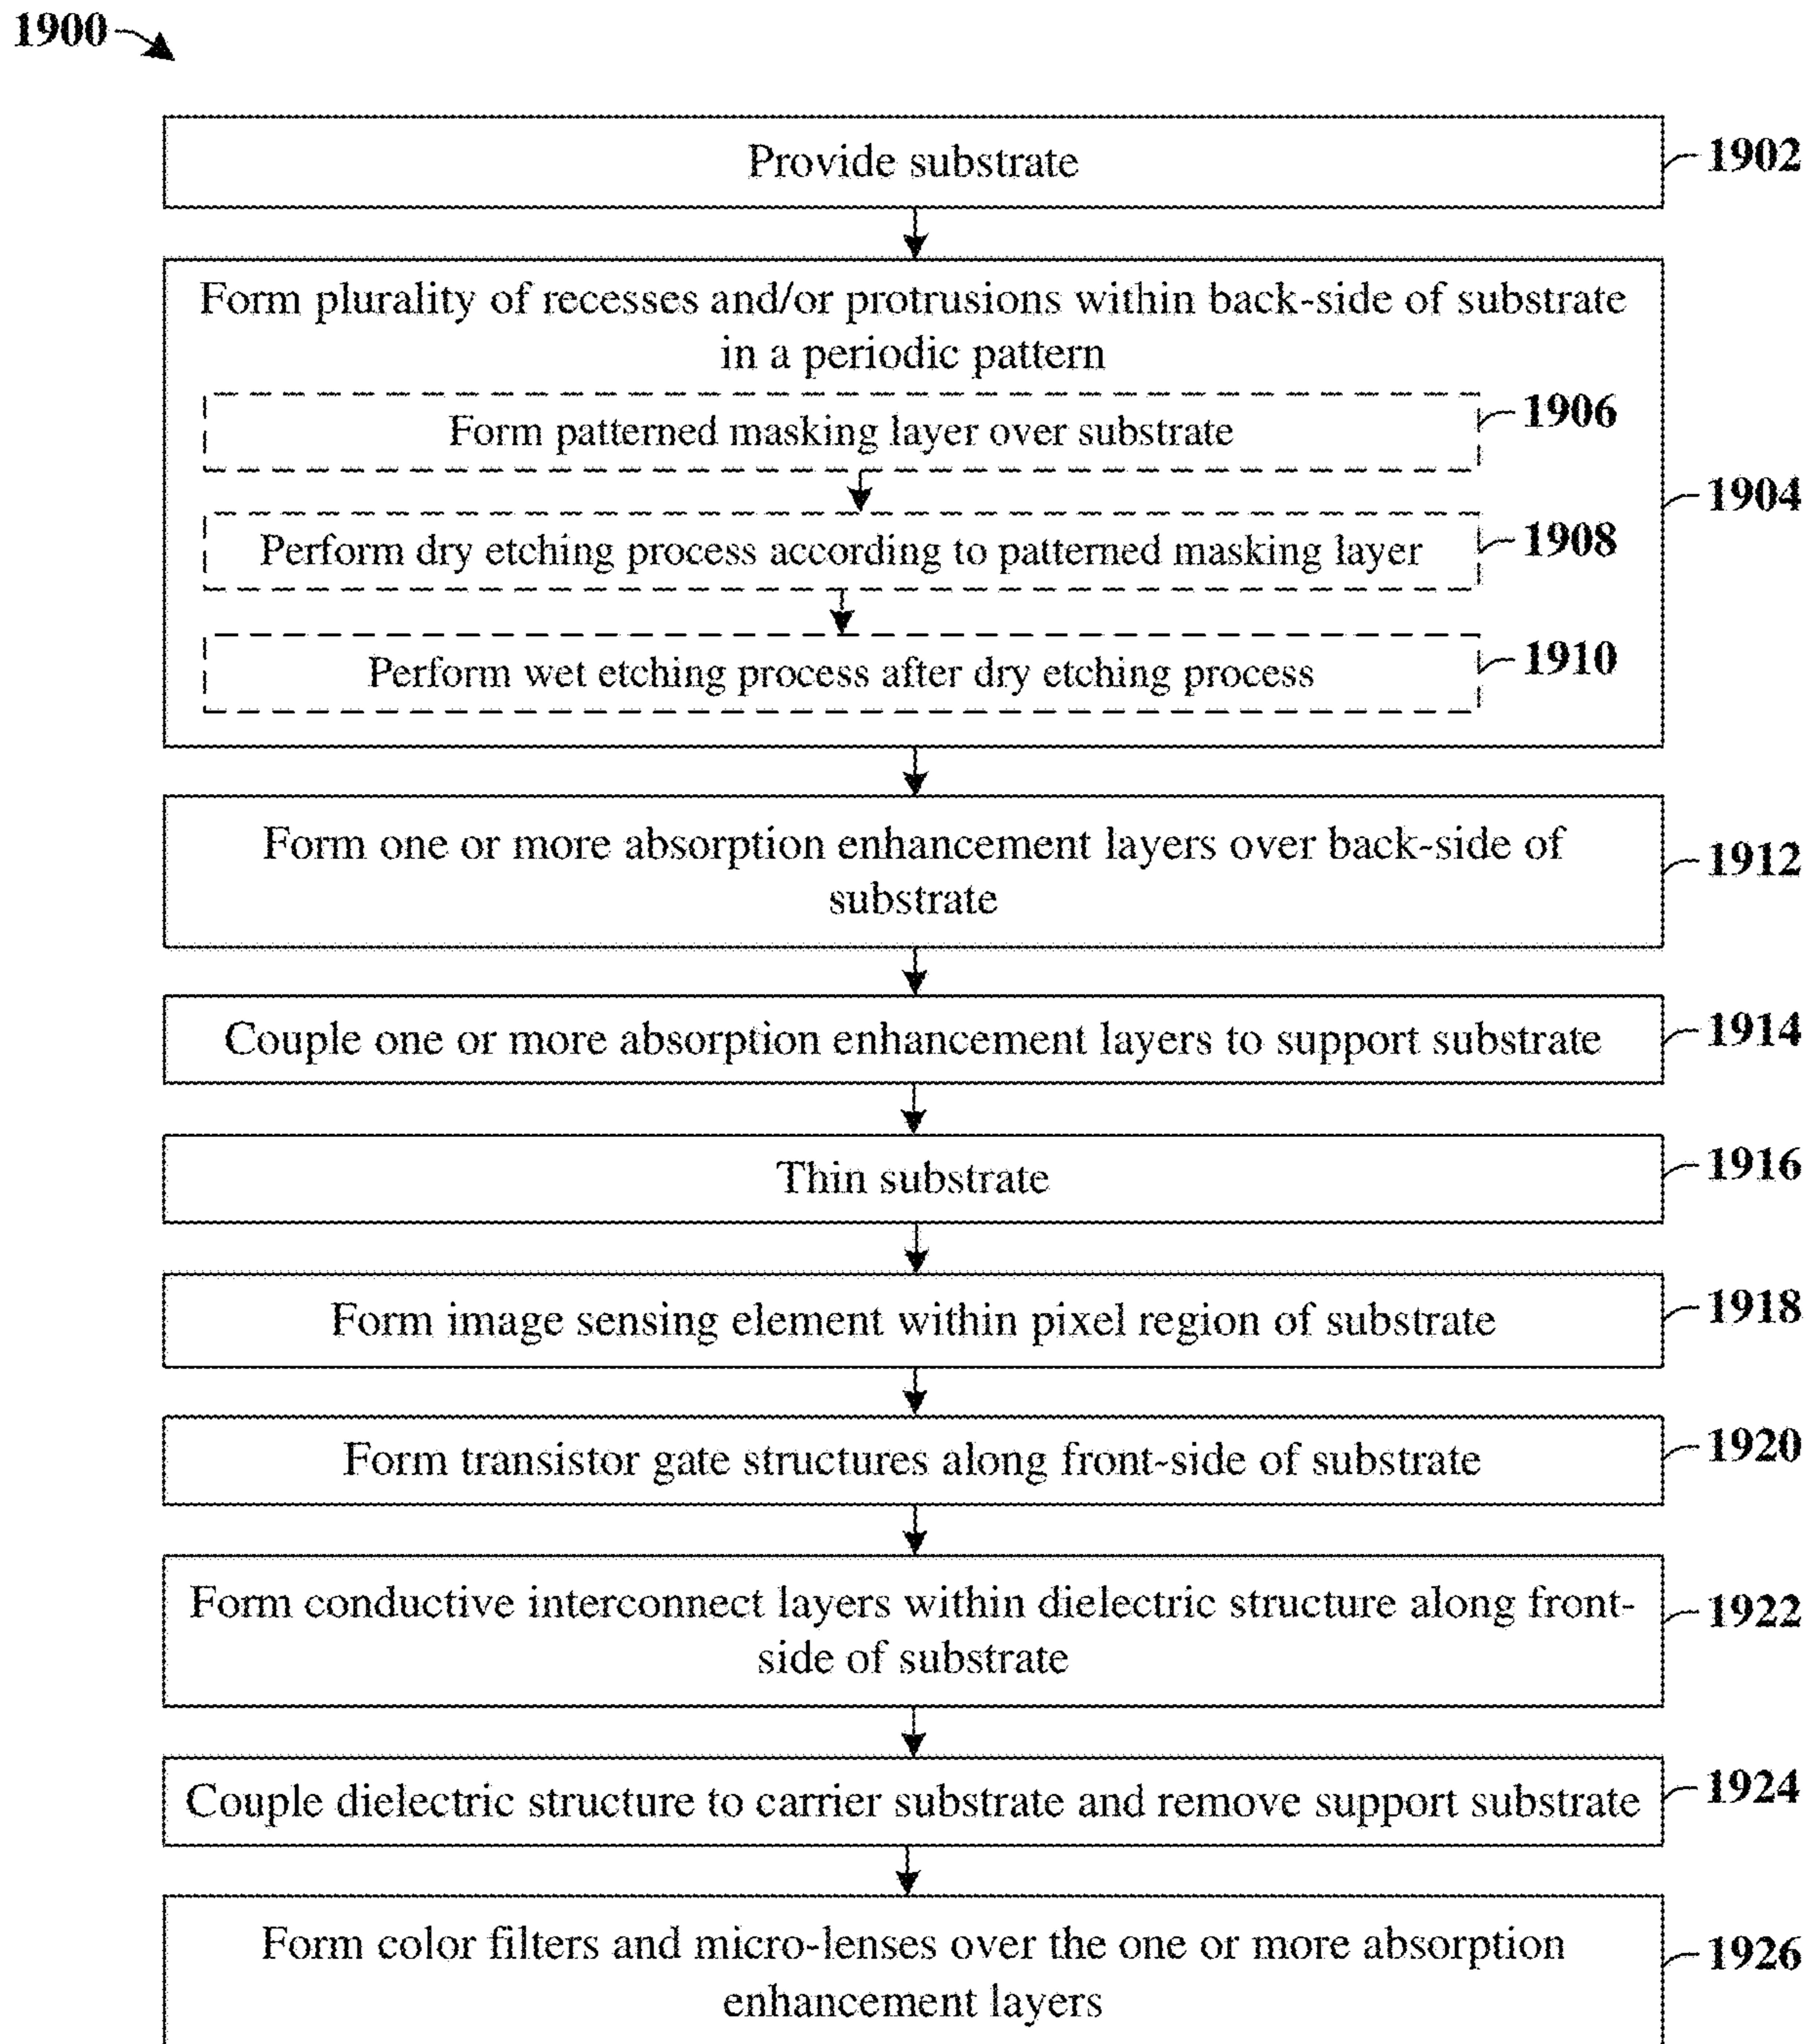 1900
Provide substrate
1902
Form plurality of recesses and/or protrusions within back-side of substrate
in a periodic pattern
1906
Form patterned masking layer over substrate
1904
Perform dry etching process according to patterned masking layer
1908
Perform wet etching process after dry etching process
1910
Form one or more absorption enhancement layers over back-side of
substrate
1912
Couple one or more absorption enhancement layers to support substrate
1914
Thin substrate
1916
Form image sensing element within pixel region of substrate
1918
Form transistor gate structures along front-side of substrate
1920
Form conductive interconnect layers within dielectric structure along front-
side of substrate
1922
Couple dielectric structure to carrier substrate and remove support substrate
1924
Form color filters and micro-lenses over the one or more absorption
enhancement layers
1926